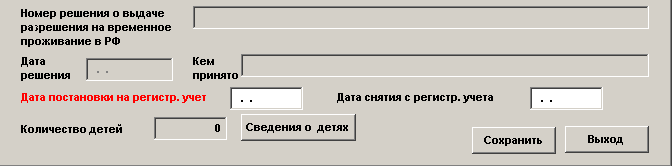 Номер решения о выдаче
разрешения на временное
проживание в РФ
Дата решения . . Кем принято
Дата постановки на регистр. учет . . Дата снятия с регистр. учета . .
Количество детей 0 Сведения о детях
Сохранить Выход